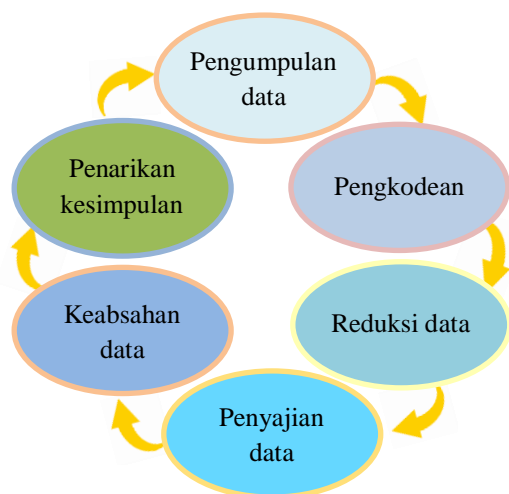 Pengumpulan
data
Pengkodean
Reduksi data
Penyajian
data
Keabsahan
data
Penarikan
kesimpulan